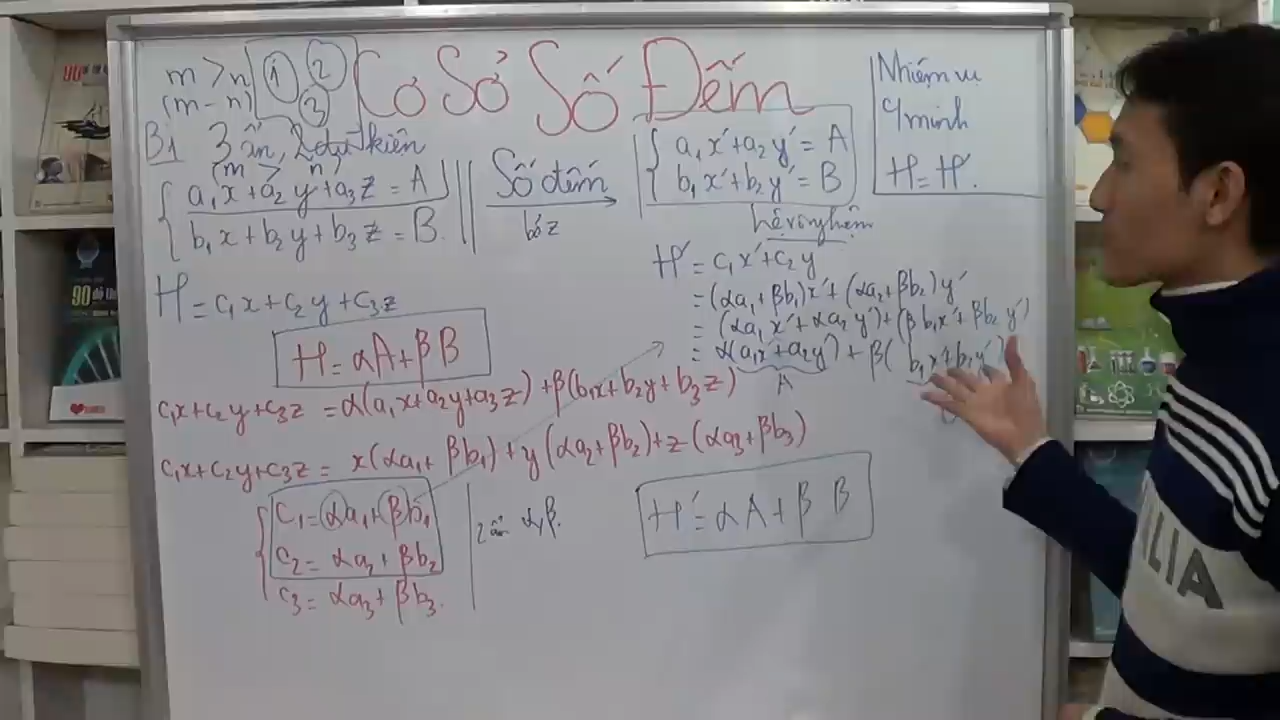 CƠ SỞ SỐ ĐẾM
m > n
(m - n)
① ②
③
B1 3 ẩn, 2 dự kiện
(m > n)
a₁x + a₂y + a₃z = A
b₁x + b₂y + b₃z = B
Số đếm
bỏ z
a₁x' + a₂y' = A
b₁x' + b₂y' = B
hệ vô nghiệm
Nhiệm vụ
c/minh
H = H'.
H = c₁x + c₂y + c₃z
H = αA + βB
c₁x + c₂y + c₃z = α(a₁x + a₂y + a₃z) + β(b₁x + b₂y + b₃z)
c₁x + c₂y + c₃z = x(αa₁ + βb₁) + y(αa₂ + βb₂) + z(αa₃ + βb₃)
c₁ = αa₁ + βb₁
c₂ = αa₂ + βb₂
c₃ = αa₃ + βb₃.
2 ẩn α, β.
H' = c₁x' + c₂y
= (αa₁ + βb₁)x' + (αa₂ + βb₂)y'
= (αa₁x' + αa₂y') + (βb₁x' + βb₂y')
= α(a₁x' + a₂y') + β(b₁x + b₂y')
A
H' = αA + βB
90
ILIA